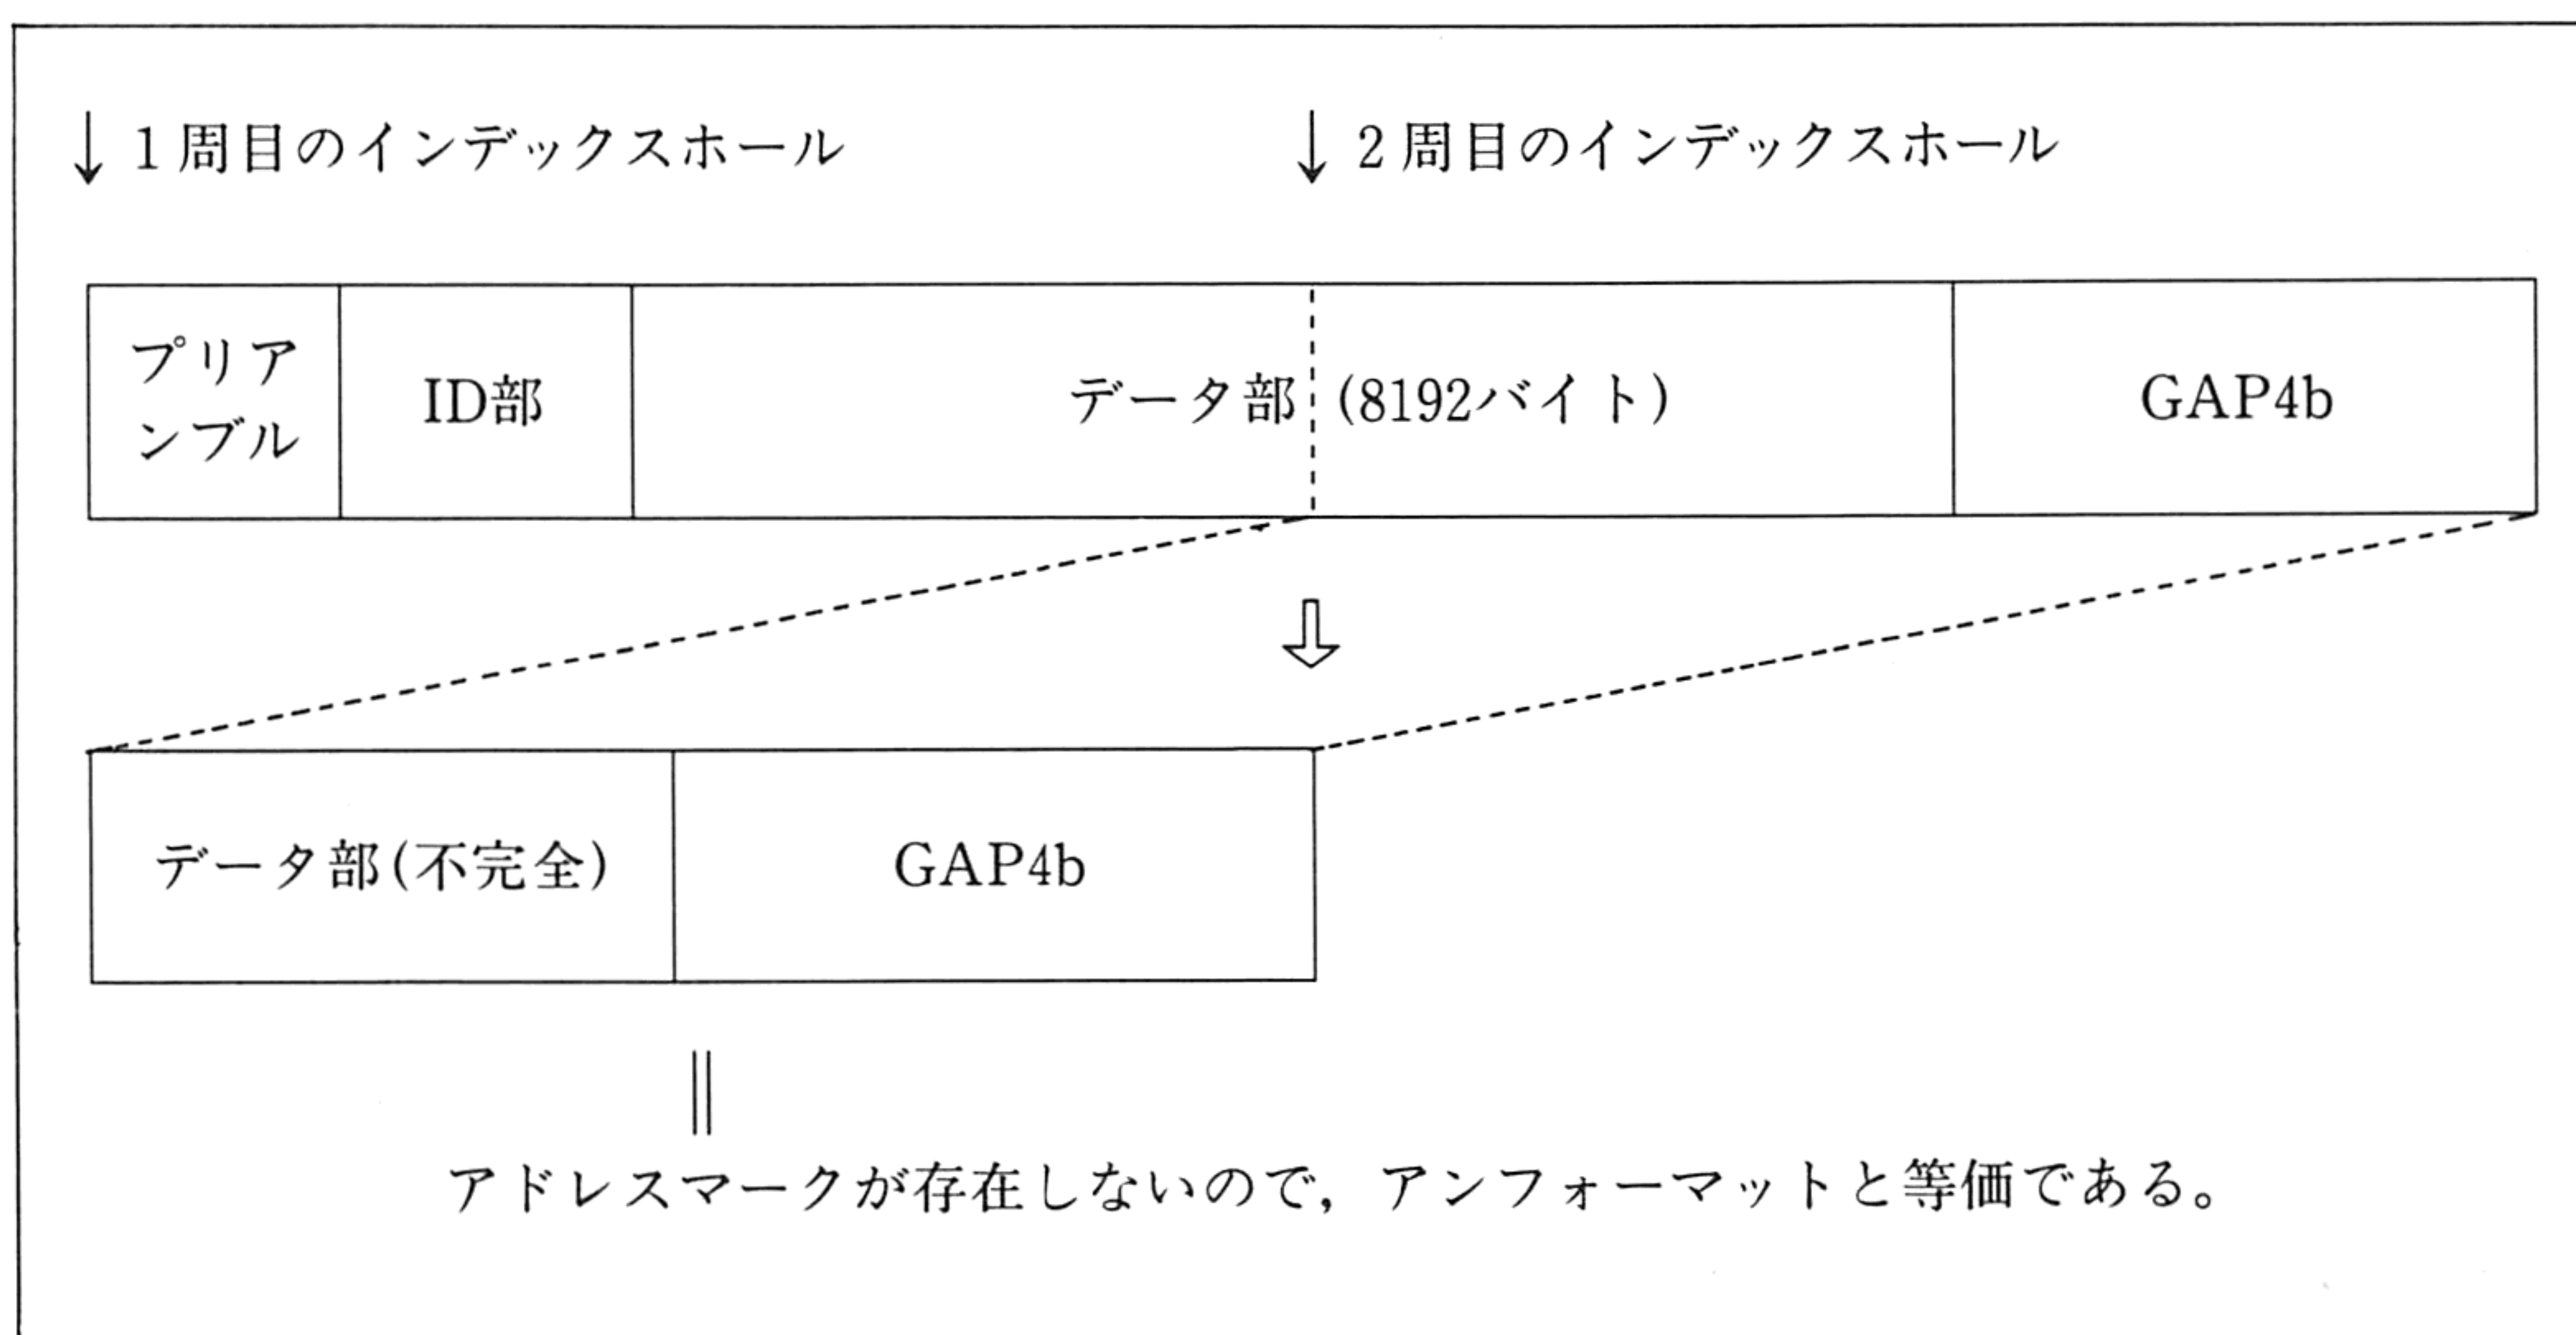 ↓ 1周目のインデックスホール
↓ 2周目のインデックスホール
プリア
ンブル
ID部
データ部 (8192バイト)
GAP4b
データ部(不完全)
GAP4b
アドレスマークが存在しないので，アンフォーマットと等価である。